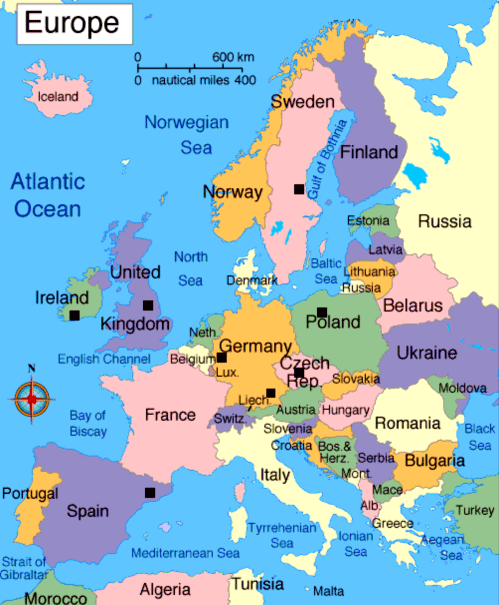 Europe
0 600 km
0 nautical miles 400
Iceland
Sweden
Norwegian
Sea
Gulf of Bothnia
Finland
Atlantic
Ocean
Norway
Russia
Estonia
Latvia
North
Sea
Baltic
Sea
Denmark
Lithuania
Russia
United
Kingdom
Ireland
Belarus
Poland
Neth.
Germany
English Channel
Belgium
Lux.
Czech
Rep.
Ukraine
Slovakia
Moldova
N
Liech.
Austria
Hungary
France
Switz.
Romania
Bay of
Biscay
Slovenia
Croatia
Black
Sea
Bos.&
Herz.
Serbia
Bulgaria
Italy
Mont.
Portugal
Spain
Mace.
Alb.
Turkey
Greece
Tyrrehenian
Sea
Ionian
Sea
Aegean
Sea
Mediterranean Sea
Strait of
Gibraltar
Algeria
Tunisia
Malta
Morocco